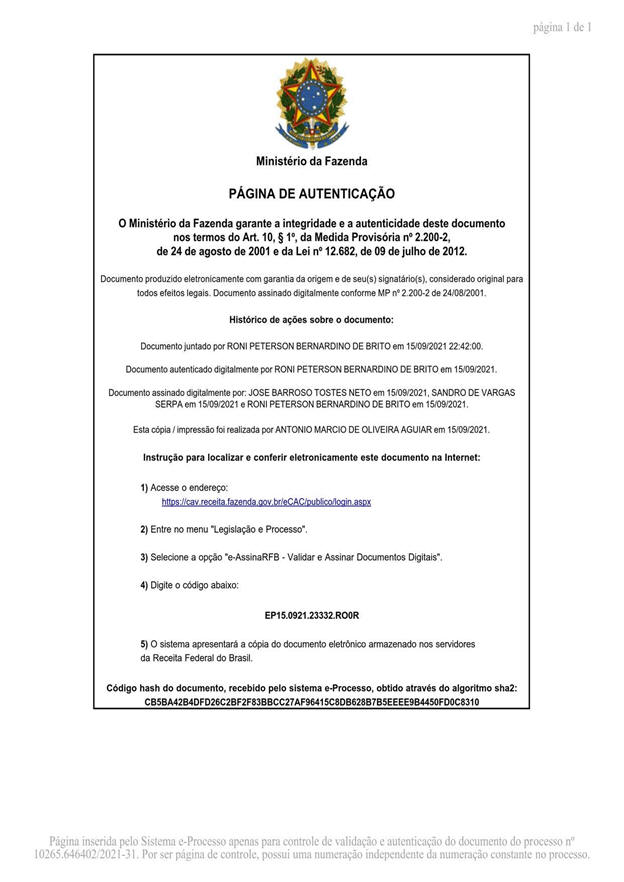 página 1 de 1
Ministério da Fazenda
PÁGINA DE AUTENTICAÇÃO
O Ministério da Fazenda garante a integridade e a autenticidade deste documento
nos termos do Art. 10, § 1º, da Medida Provisória nº 2.200-2,
de 24 de agosto de 2001 e da Lei nº 12.682, de 09 de julho de 2012.
Documento produzido eletronicamente com garantia da origem e de seu(s) signatário(s), considerado original para
todos efeitos legais. Documento assinado digitalmente conforme MP nº 2.200-2 de 24/08/2001.
Histórico de ações sobre o documento:
Documento juntado por RONI PETERSON BERNARDINO DE BRITO em 15/09/2021 22:42:00.
Documento autenticado digitalmente por RONI PETERSON BERNARDINO DE BRITO em 15/09/2021.
Documento assinado digitalmente por: JOSE BARROSO TOSTES NETO em 15/09/2021, SANDRO DE VARGAS
SERPA em 15/09/2021 e RONI PETERSON BERNARDINO DE BRITO em 15/09/2021.
Esta cópia / impressão foi realizada por ANTONIO MARCIO DE OLIVEIRA AGUIAR em 15/09/2021.
Instrução para localizar e conferir eletronicamente este documento na Internet:
1) Acesse o endereço:
https://cav.receita.fazenda.gov.br/eCAC/publico/login.aspx
2) Entre no menu "Legislação e Processo".
3) Selecione a opção "e-AssinaRFB - Validar e Assinar Documentos Digitais".
4) Digite o código abaixo:
EP15.0921.23332.RO0R
5) O sistema apresentará a cópia do documento eletrônico armazenado nos servidores
da Receita Federal do Brasil.
Código hash do documento, recebido pelo sistema e-Processo, obtido através do algoritmo sha2:
CB5BA42B4DFD26C2BF2F83BBCC27AF96415C8DB628B7B5EEEE9B4450FD0C8310
Página inserida pelo Sistema e-Processo apenas para controle de validação e autenticação do documento do processo nº
10265.646402/2021-31. Por ser página de controle, possui uma numeração independente da numeração constante no processo.